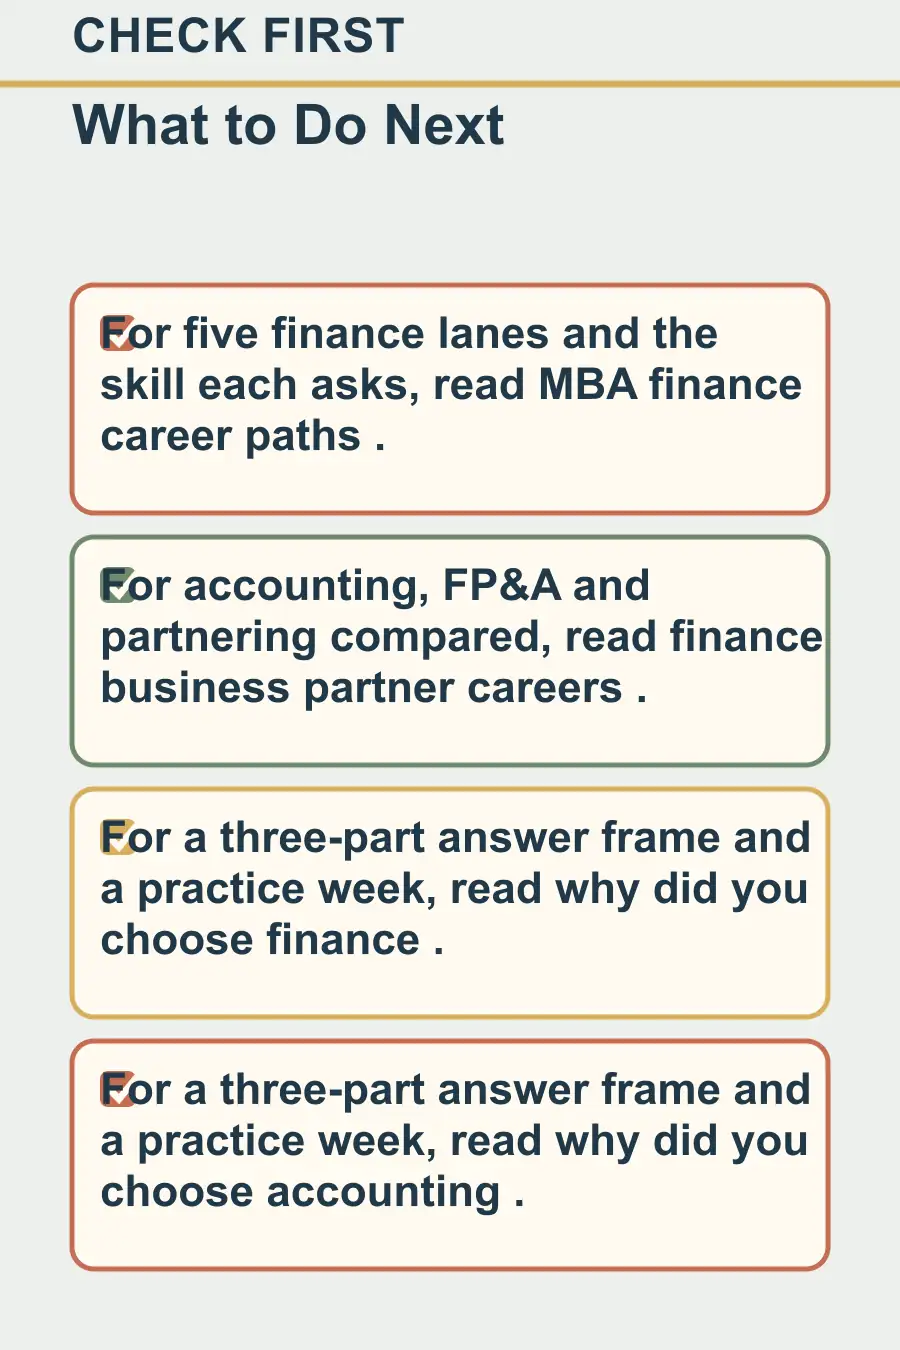 CHECK FIRST
What to Do Next
For five finance lanes and the
skill each asks, read MBA finance
career paths .
For accounting, FP&A and
partnering compared, read finance
business partner careers .
For a three-part answer frame and
a practice week, read why did you
choose finance .
For a three-part answer frame and
a practice week, read why did you
choose accounting .